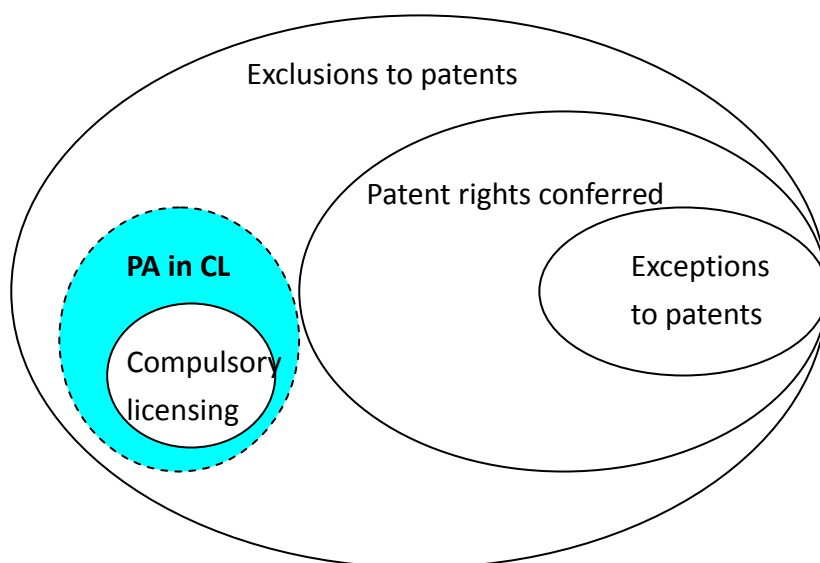 Exclusions to patents
Patent rights conferred
PA in CL
Exceptions
to patents
Compulsory
licensing